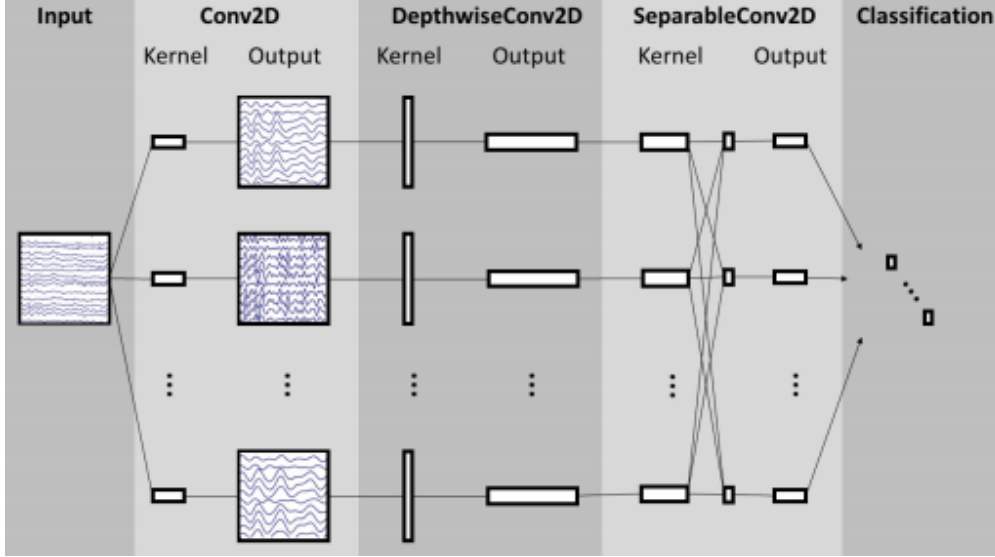 Input Conv2D DepthwiseConv2D SeparableConv2D Classification
Kernel Output Kernel Output Kernel Output